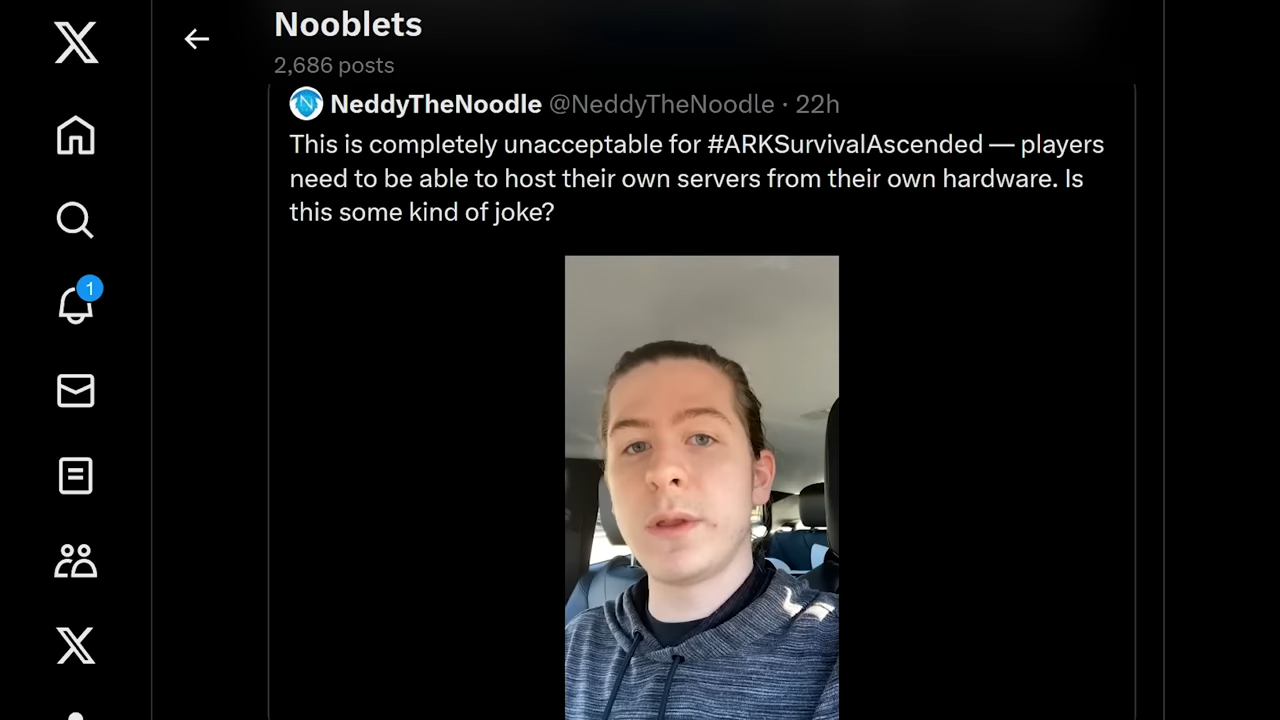 Nooblets
2,686 posts
NeddyTheNoodle @NeddyTheNoodle · 22h
This is completely unacceptable for #ARKSurvivalAscended — players
need to be able to host their own servers from their own hardware. Is
this some kind of joke?
1